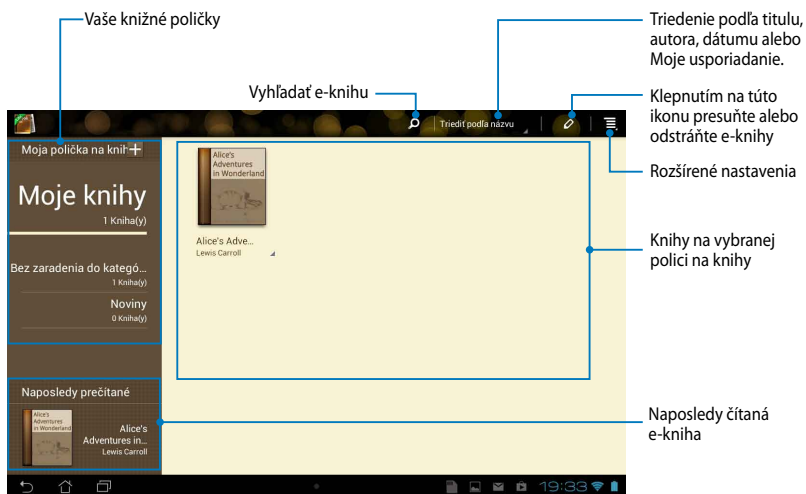 Vaše knižné poličky
Vyhľadať e-knihu
Triedenie podľa titulu,
autora, dátumu alebo
Moje usporiadanie.
Klepnutím na túto
ikonu presuňte alebo
odstráňte e-knihy
Rozšírené nastavenia
Knihy na vybranej
polici na knihy
Naposledy čítaná
e-kniha
Triediť podľa názvu
Moja polička na knih
Moje knihy
1 Kniha(y)
Bez zaradenia do kategó...
1 Kniha(y)
Noviny
0 Kniha(y)
Alice's
Adventures
in Wonderland
Alice's Adve...
Lewis Carroll
Naposledy prečítané
Alice's
Adventures
in Wonderland
Alice's
Adventures in...
Lewis Carroll
19:33